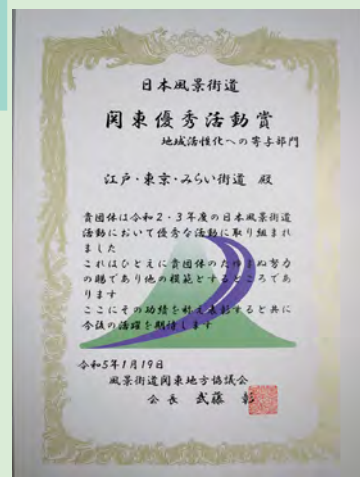 日本風景街道
関東優秀活動賞
地域活性化への寄与部門
江戸・東京・みらい街道 殿
貴団体は令和2・3年度の日本風景街道
活動において優秀な活動に取り組まれ
ました
これはひとえに貴団体のたゆまぬ努力
の賜であり他の模範とするところであ
ります
ここにその功績を称え表彰すると共に
今後の活躍を期待します
令和5年1月19日
風景街道関東地方協議会
会長 武藤 彰